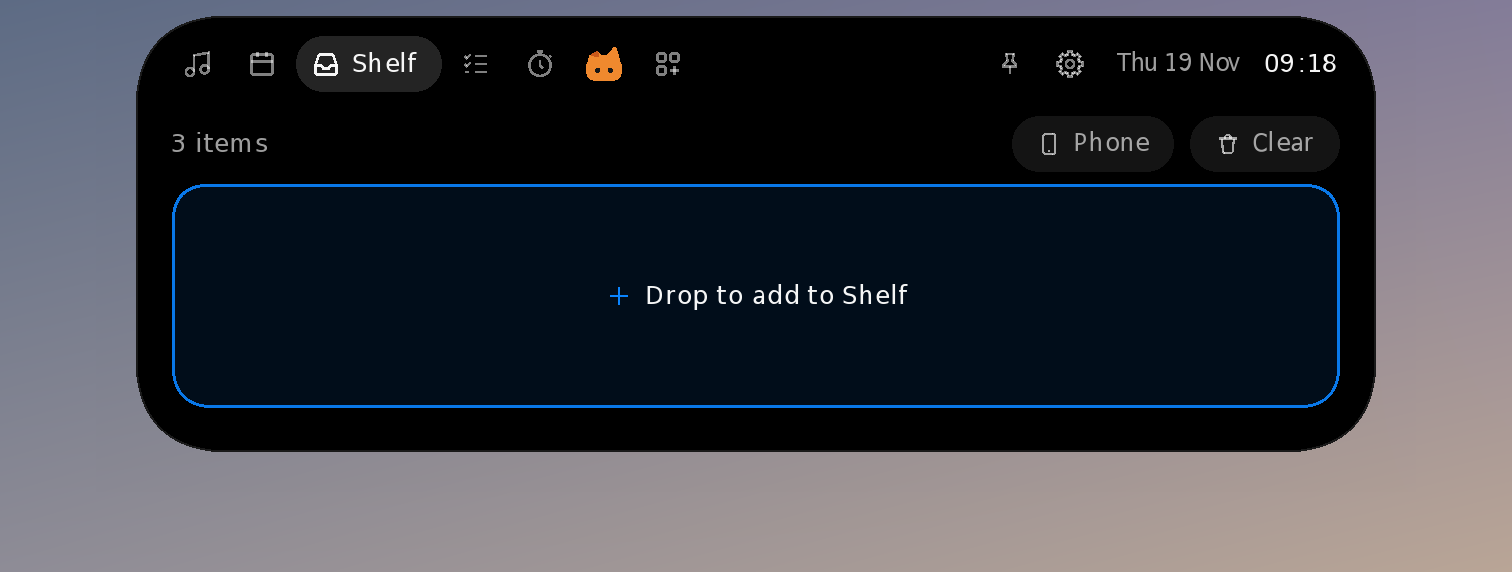 Shelf
Thu 19 Nov 09:18
3 items
Phone
Clear
Drop to add to Shelf